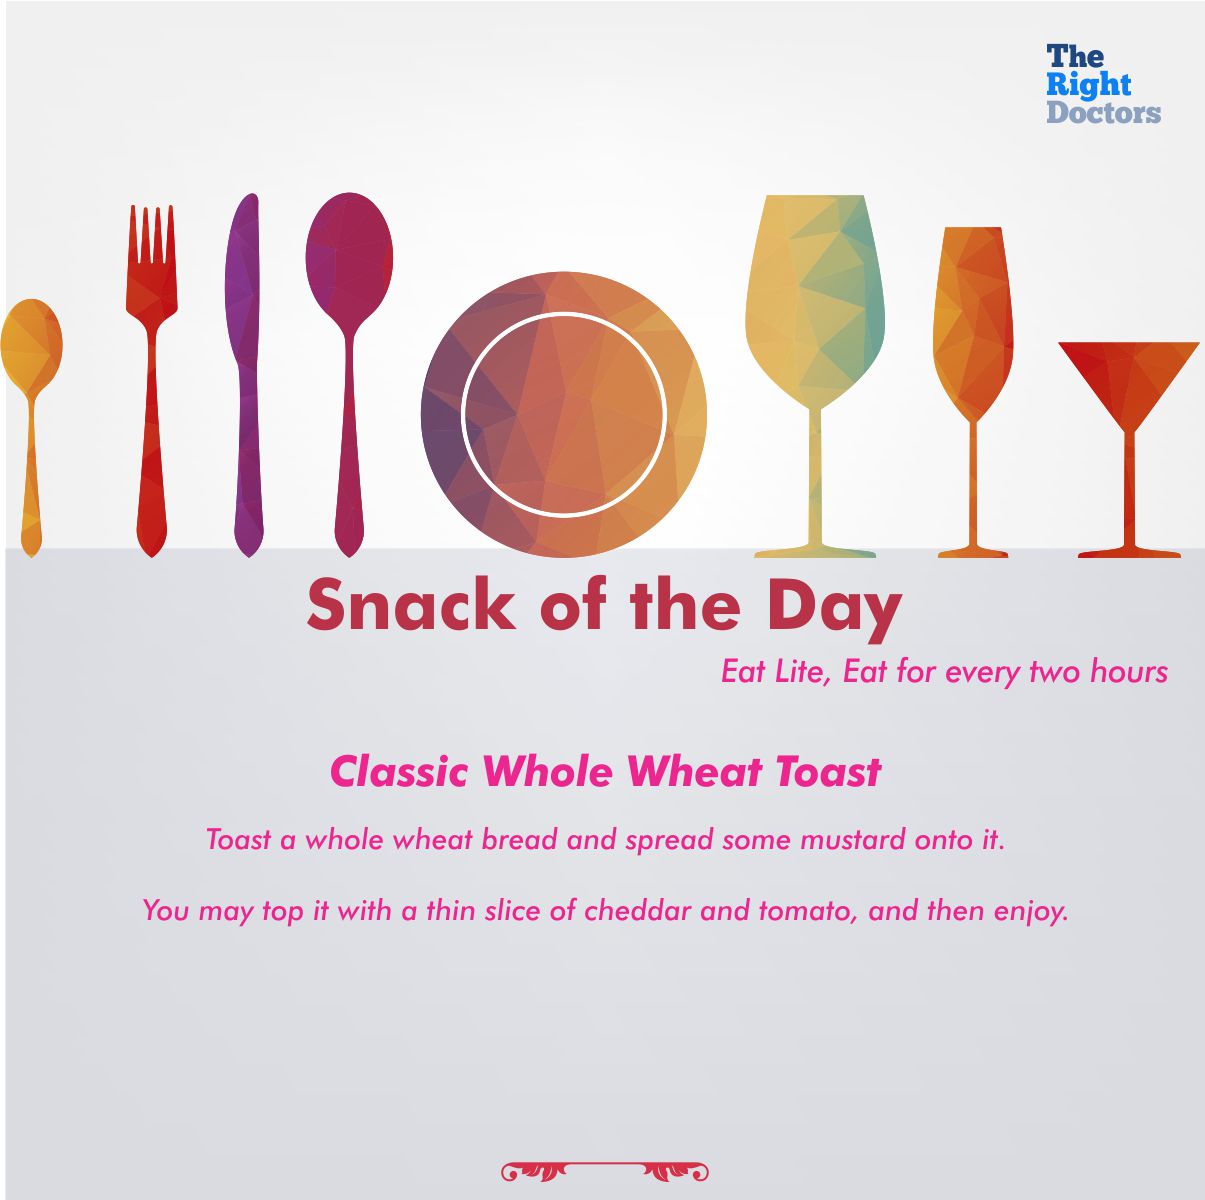 The
Right
Doctors
Snack of the Day
Eat Lite, Eat for every two hours
Classic Whole Wheat Toast
Toast a whole wheat bread and spread some mustard onto it.
You may top it with a thin slice of cheddar and tomato, and then enjoy.